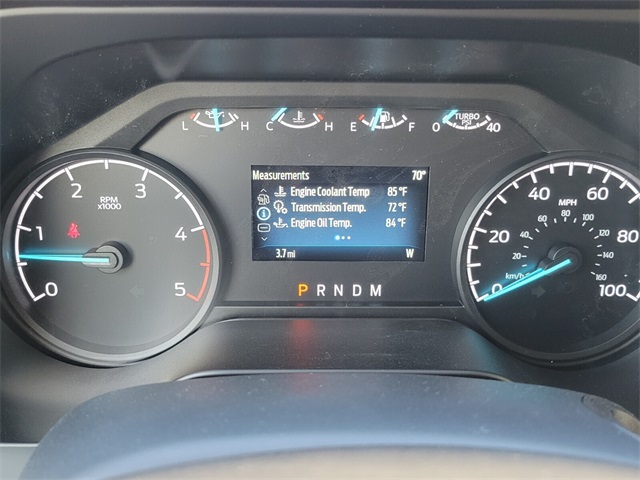 L H C H E F 0 TURBO PSI 40
Measurements 70°
Engine Coolant Temp 85 °F
Transmission Temp. 72 °F
Engine Oil Temp. 84 °F
3.7 mi W
P R N D M
0 1 2 3 4 5
RPM x1000
0 20 40 60 80 100
MPH
km/h 20 40 60 80 100 120 140 160